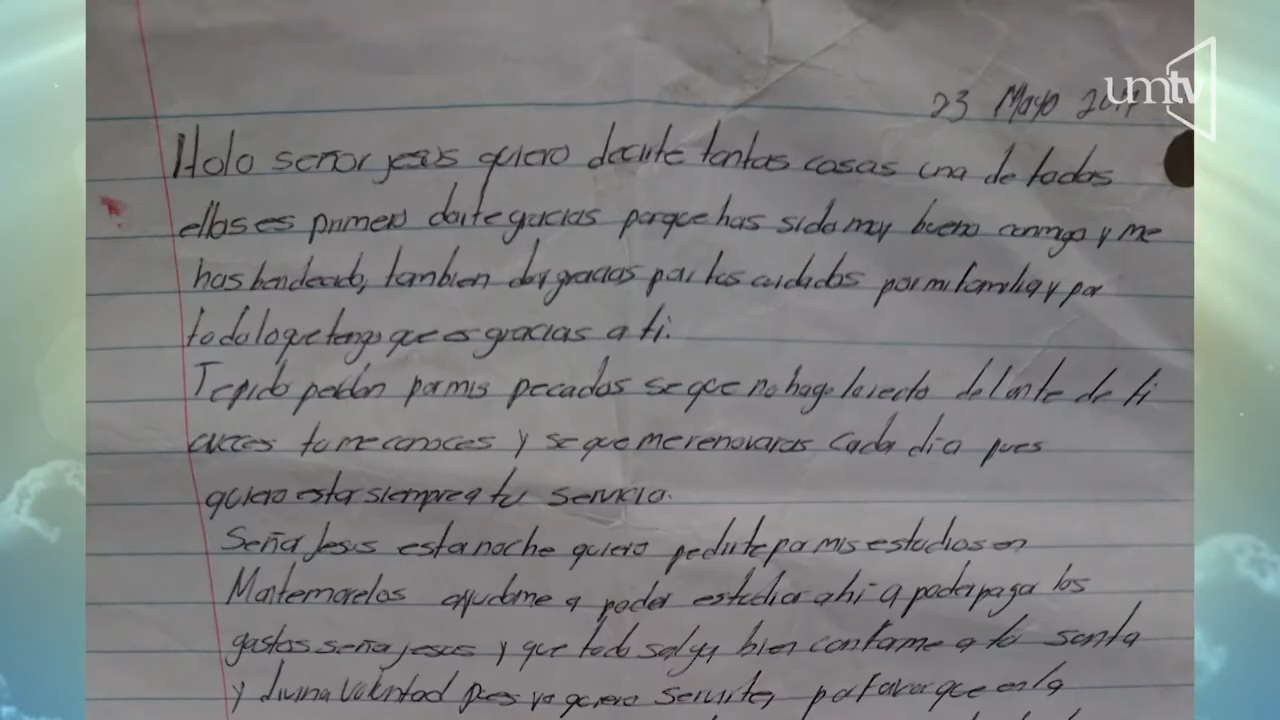 umtv
23 Mayo
Hola señor jesus quiero decirte tantas cosas una de todas
ellas es primero darte gracias porque has sido muy bueno conmigo y me
has bendecido, tambien doy gracias por tus cuidados por mi familia y por
todo lo que tengo que es gracias a ti.
Te pido perdon por mis pecados se que no hago lo recto delante de ti
aveces tu me conoces y se que me renovaras cada dia pues
quiero estar siempre a tu servicio.
Señor Jesus esta noche quiero pedirte por mis estudios en
Montemorelos ayudame a poder estudiar ahi a poder pagar los
gastos señor jesus y que todo salga bien conforme a tu santa
y divina voluntad pues yo quiero servirte, por favor que en la